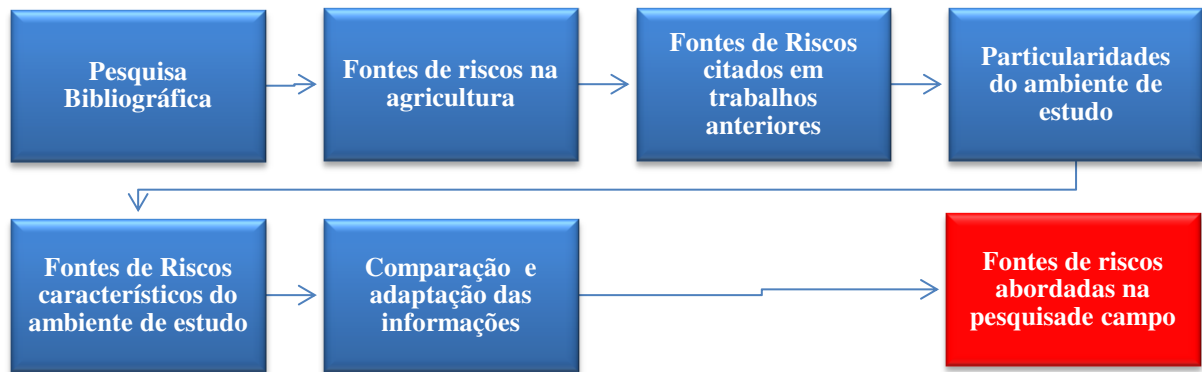 Pesquisa
Bibliográfica
Fontes de riscos na
agricultura
Fontes de Riscos
citados em
trabalhos
anteriores
Particularidades
do ambiente de
estudo
Fontes de Riscos
característicos do
ambiente de estudo
Comparação e
adaptação das
informações
Fontes de riscos
abordadas na
pesquisade campo